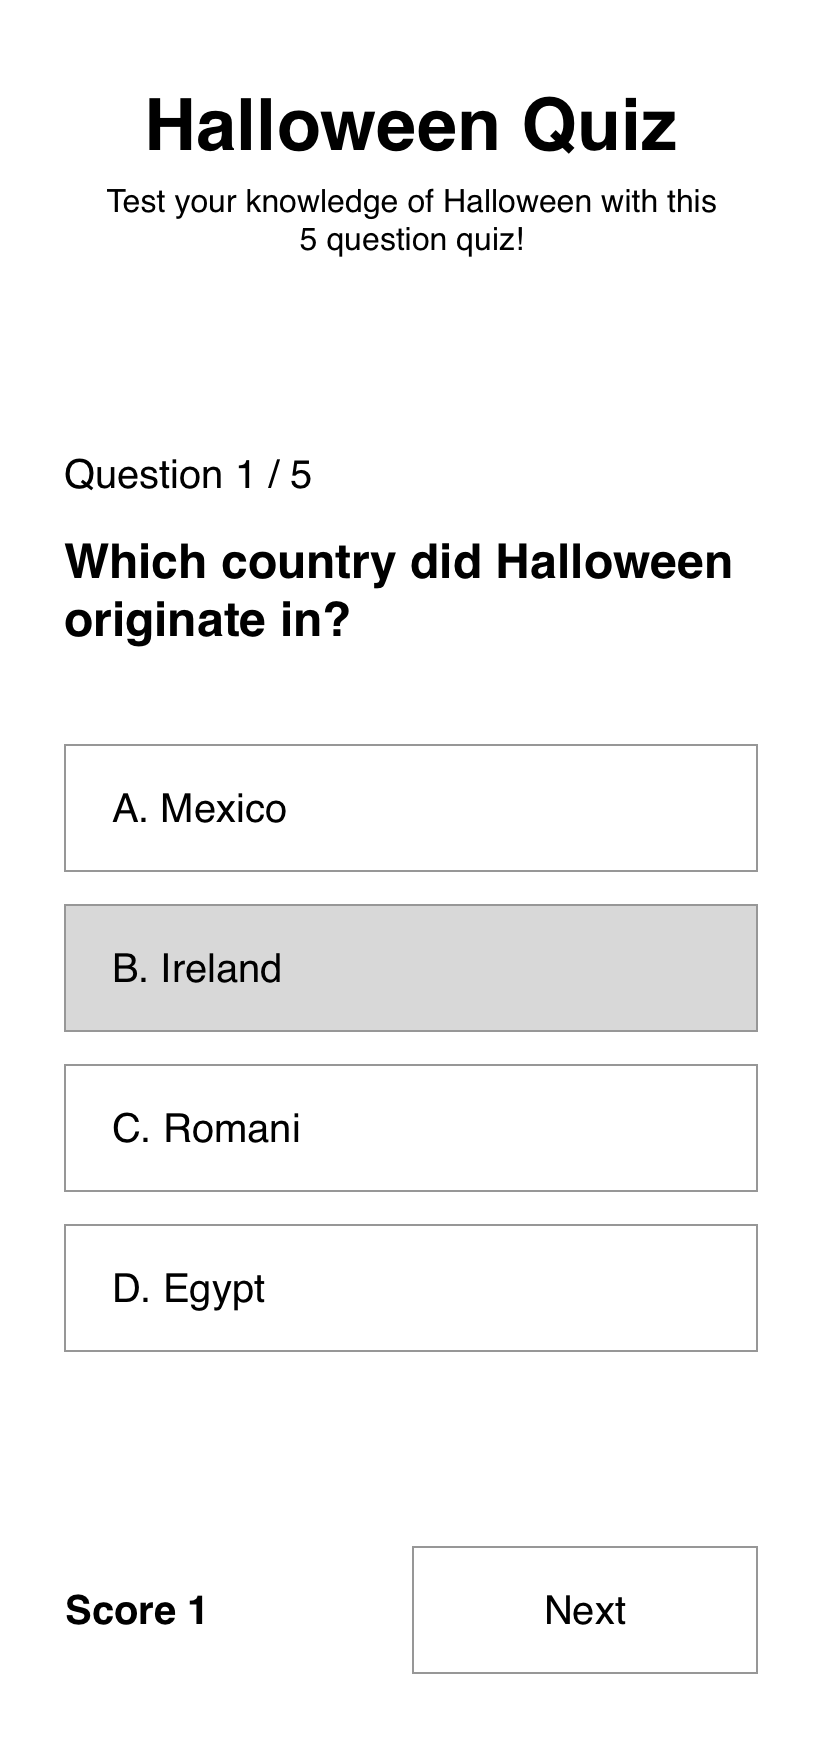 Halloween Quiz
Test your knowledge of Halloween with this
5 question quiz!
Question 1 / 5
Which country did Halloween
originate in?
A. Mexico
B. Ireland
C. Romani
D. Egypt
Score 1
Next